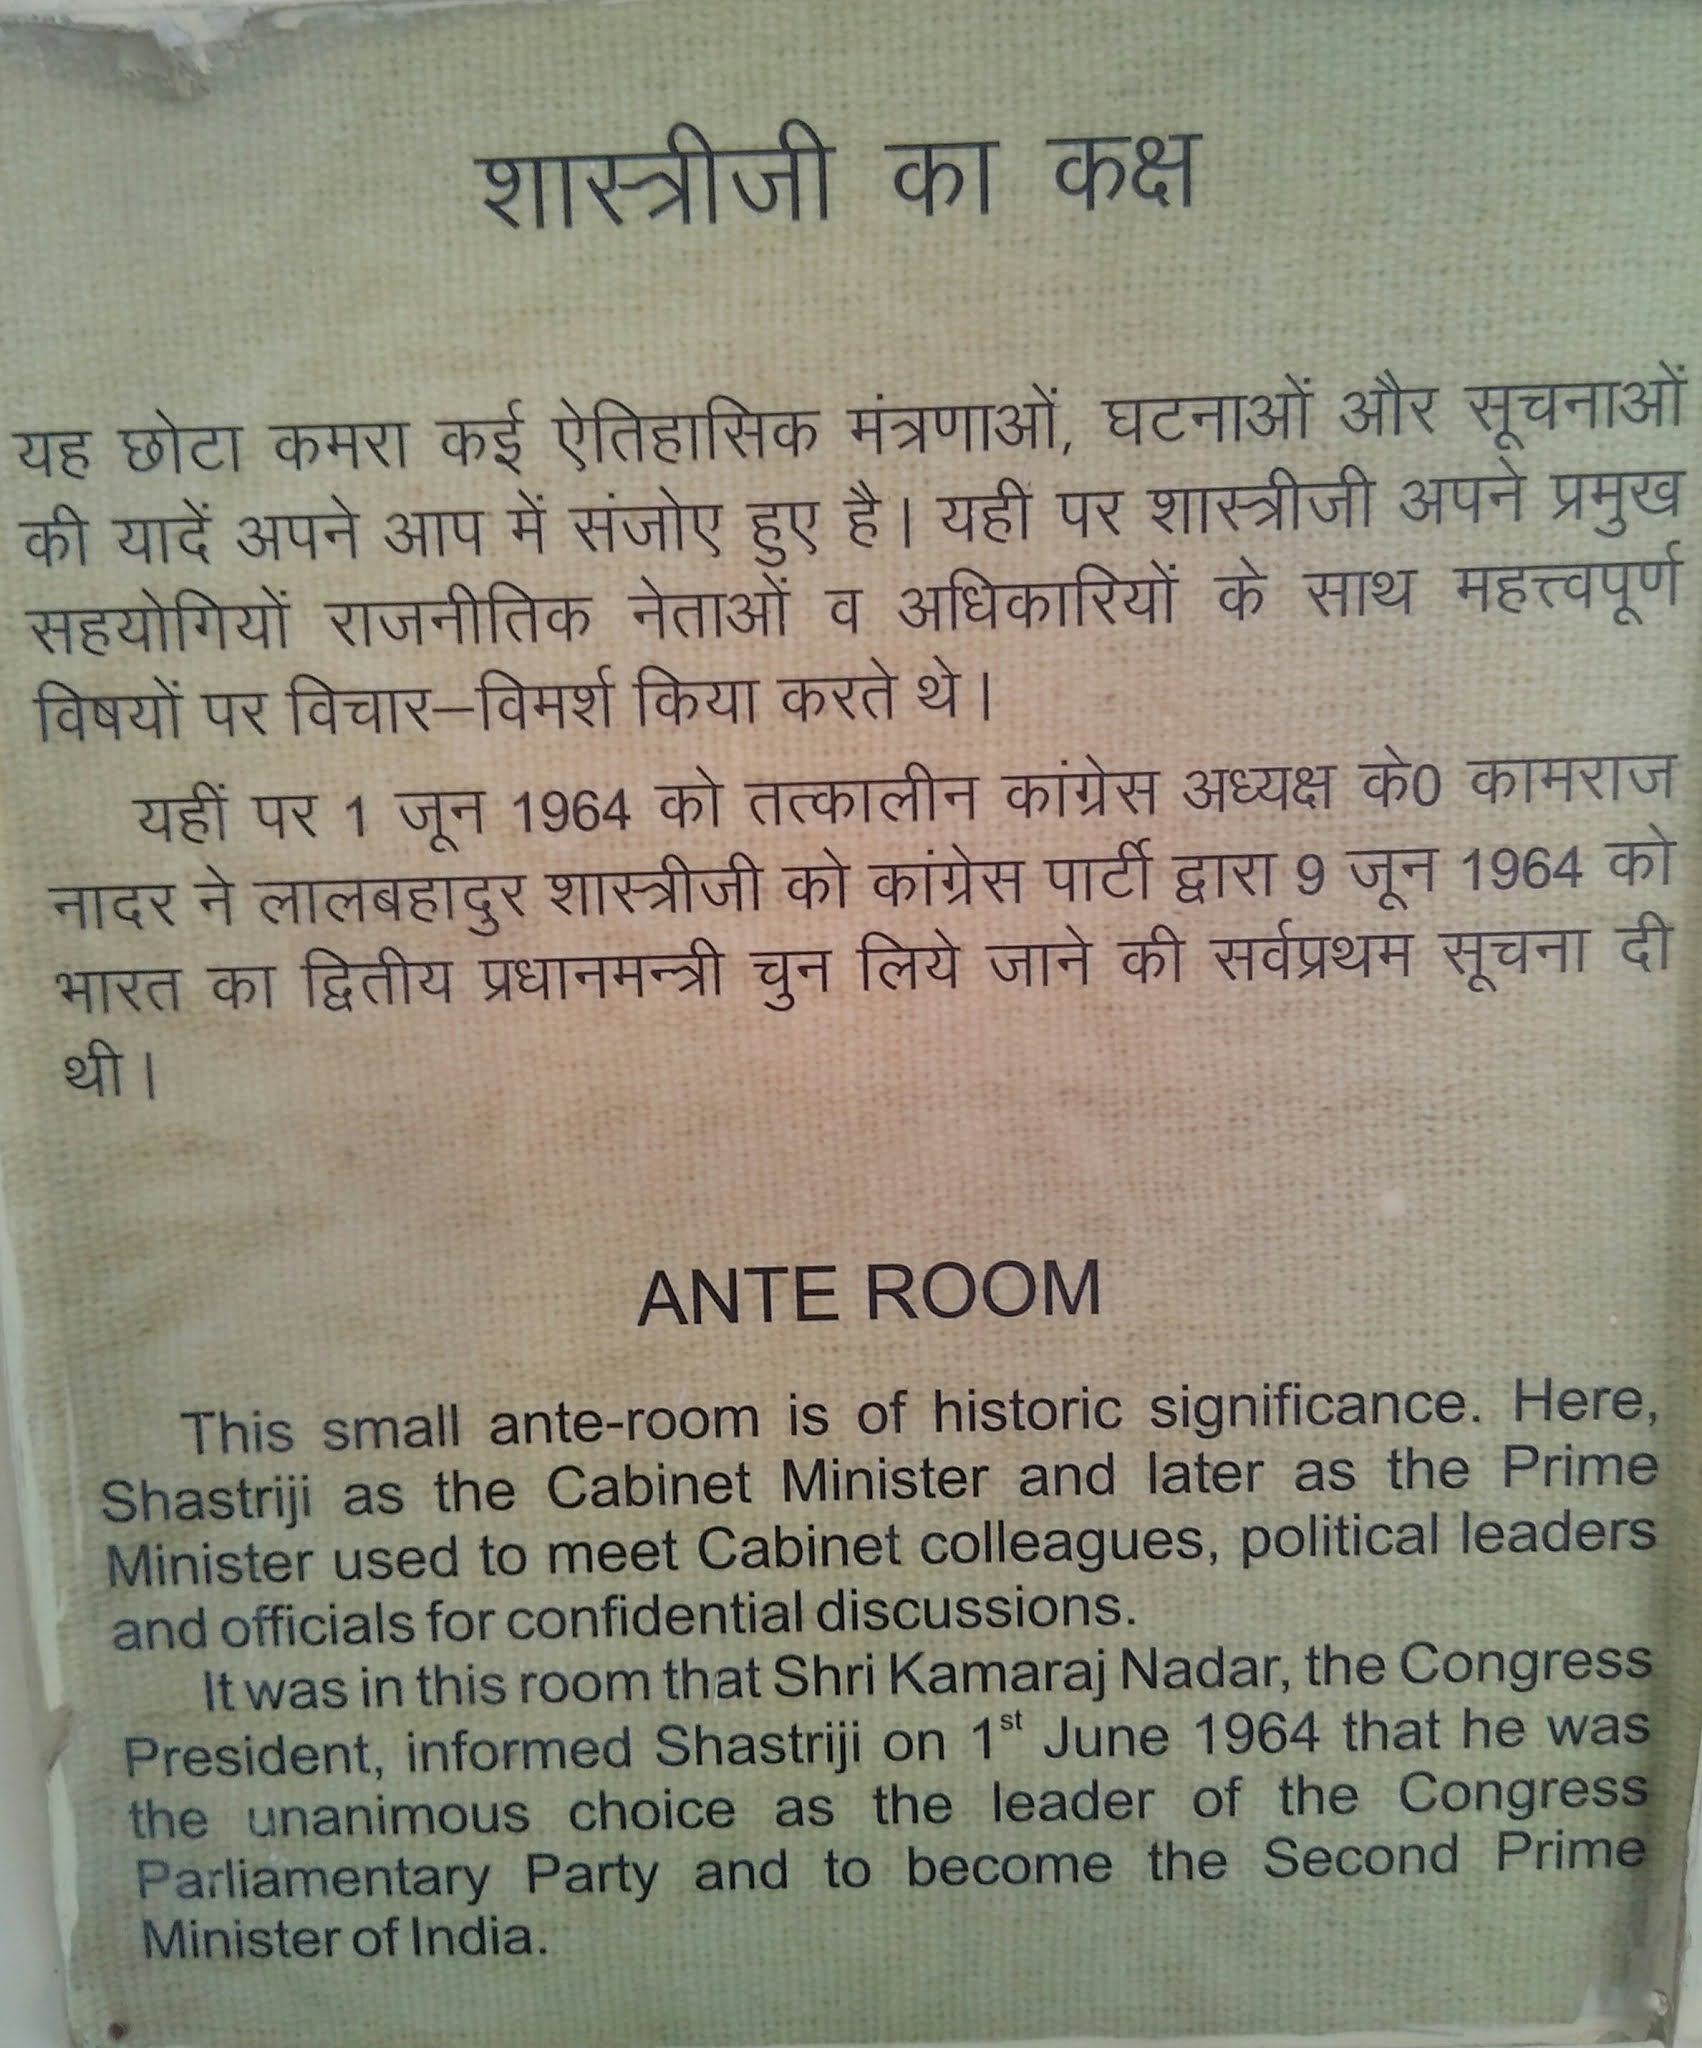 शास्त्रीजी का कक्ष
यह छोटा कमरा कई ऐतिहासिक मंत्रणाओं, घटनाओं और सूचनाओं
की यादें अपने आप में संजोए हुए है। यहीं पर शास्त्रीजी अपने प्रमुख
सहयोगियों राजनीतिक नेताओं व अधिकारियों के साथ महत्त्वपूर्ण
विषयों पर विचार–विमर्श किया करते थे।
यहीं पर 1 जून 1964 को तत्कालीन कांग्रेस अध्यक्ष के0 कामराज
नादर ने लालबहादुर शास्त्रीजी को कांग्रेस पार्टी द्वारा 9 जून 1964 को
भारत का द्वितीय प्रधानमन्त्री चुन लिये जाने की सर्वप्रथम सूचना दी
थी।
ANTE ROOM
This small ante-room is of historic significance. Here,
Shastriji as the Cabinet Minister and later as the Prime
Minister used to meet Cabinet colleagues, political leaders
and officials for confidential discussions.
It was in this room that Shri Kamaraj Nadar, the Congress
President, informed Shastriji on 1st June 1964 that he was
the unanimous choice as the leader of the Congress
Parliamentary Party and to become the Second Prime
Minister of India.